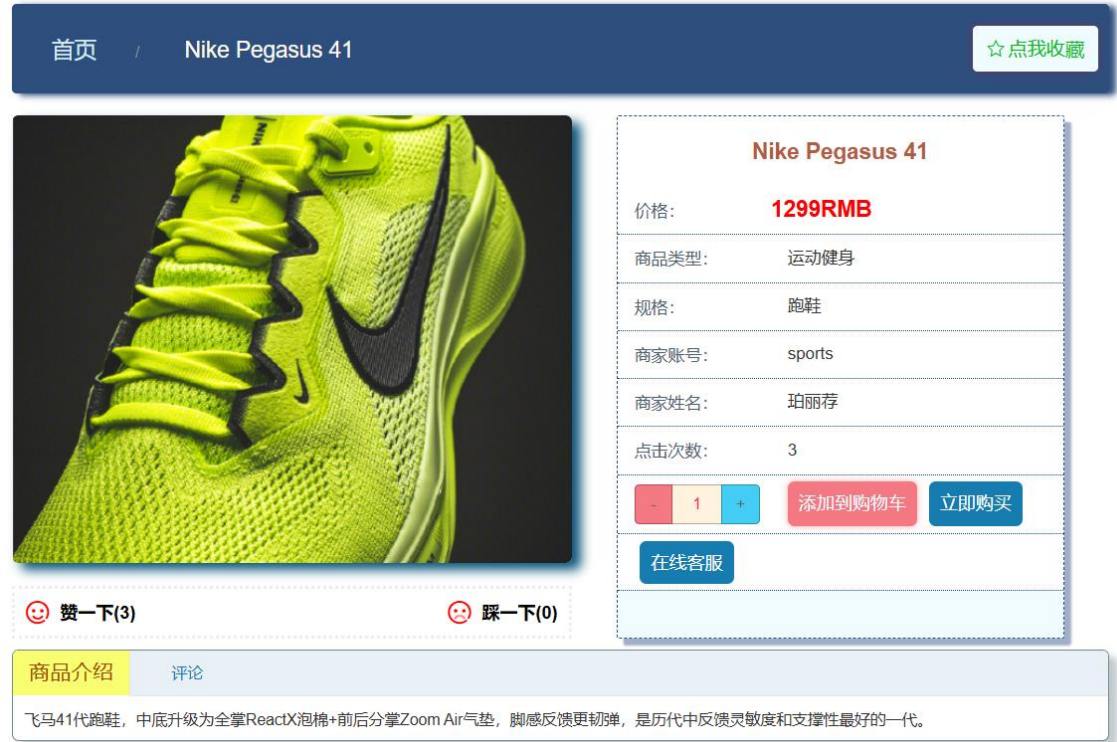 首页 / Nike Pegasus 41
☆点我收藏
Nike Pegasus 41
价格: 1299RMB
商品类型: 运动健身
规格: 跑鞋
商家账号: sports
商家姓名: 珀丽荐
点击次数: 3
- 1 + 添加到购物车 立即购买
在线客服
赞一下(3) 踩一下(0)
商品介绍 评论
飞马41代跑鞋，中底升级为全掌ReactX泡棉+前后分掌Zoom Air气垫，脚感反馈更韧弹，是历代中反馈灵敏度和支撑性最好的一代。